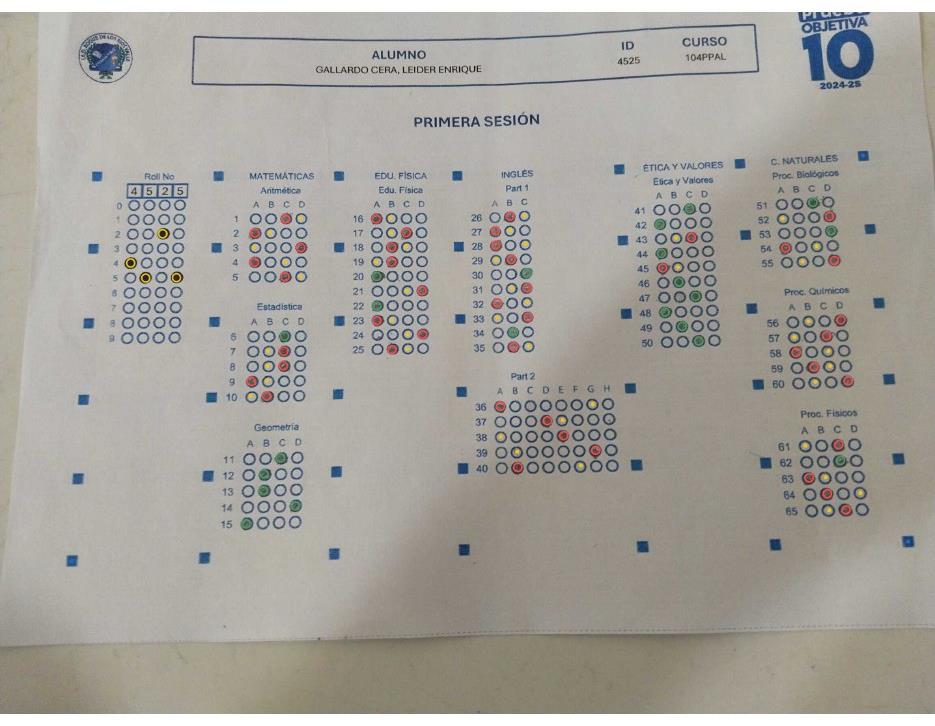 I.E.D. ROQUE DE LOS RIOS VALLE
ALUMNO
GALLARDO CERA, LEIDER ENRIQUE
ID
4525
CURSO
104PPAL
OBJETIVA
10
2024-25
PRIMERA SESIÓN
Roll No
4 5 2 5
0
1
2
3
4
5
6
7
8
9
MATEMÁTICAS
Aritmética
A B C D
1
2
3
4
5
Estadística
A B C D
6
7
8
9
10
Geometría
A B C D
11
12
13
14
15
EDU. FÍSICA
Edu. Física
A B C D
16
17
18
19
20
21
22
23
24
25
INGLÉS
Part 1
A B C
26
27
28
29
30
31
32
33
34
35
Part 2
A B C D E F G H
36
37
38
39
40
ÉTICA Y VALORES
Etica y Valores
A B C D
41
42
43
44
45
46
47
48
49
50
C. NATURALES
Proc. Biológicos
A B C D
51
52
53
54
55
Proc. Químicos
A B C D
56
57
58
59
60
Proc. Físicos
A B C D
61
62
63
64
65